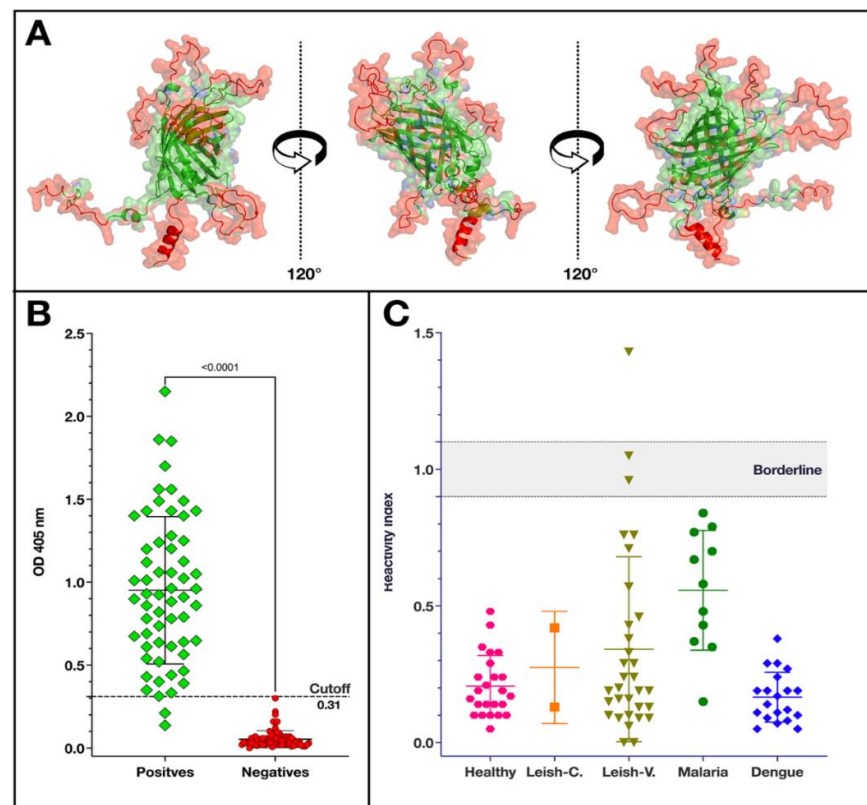 A
120°
120°
B
2.5
2.0
1.5
1.0
0.5
0.0
OD 405 nm
<0.0001
Cutoff
0.31
Positves
Negatives
C
1.5
1.0
0.5
0.0
Reactivity Index
Borderline
Healthy
Leish-C.
Leish-V.
Malaria
Dengue